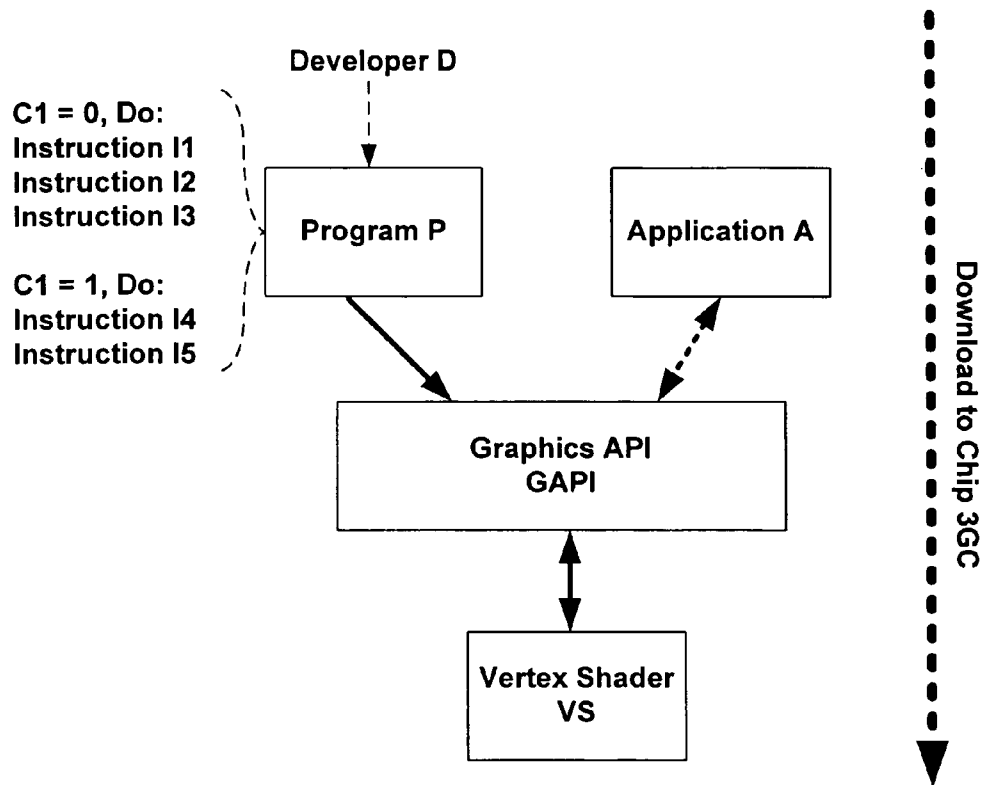 Developer D
C1 = 0, Do:
Instruction I1
Instruction I2
Instruction I3
C1 = 1, Do:
Instruction I4
Instruction I5
Program P
Application A
Graphics API
GAPI
Vertex Shader
VS
Download to Chip 3GC